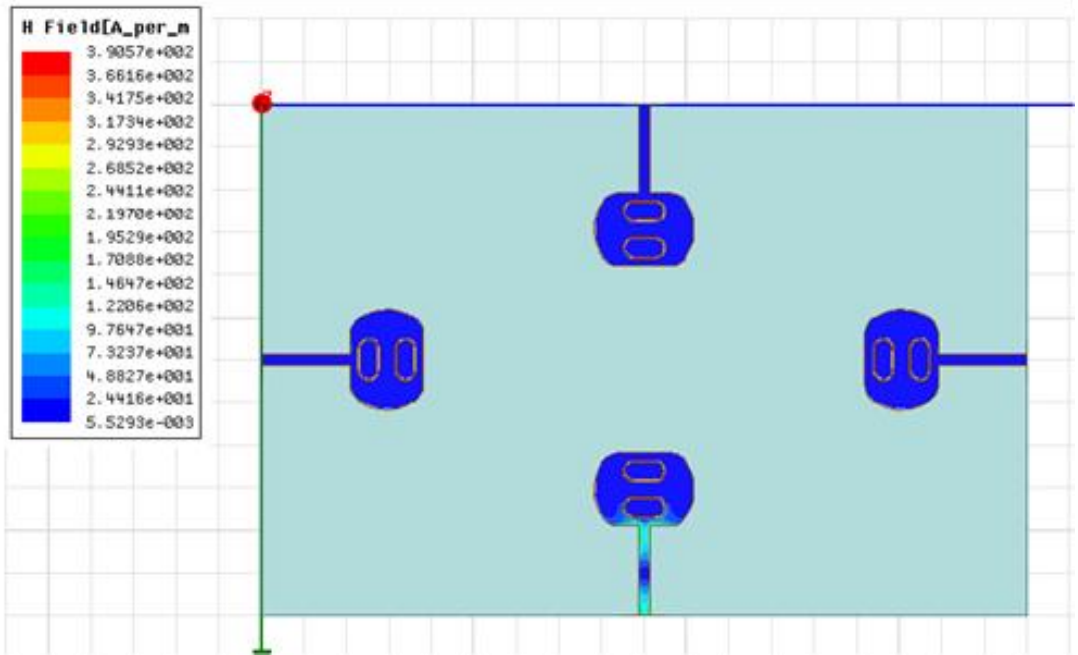 H Field[A_per_m
3.9057e+002
3.6616e+002
3.4175e+002
3.1734e+002
2.9293e+002
2.6852e+002
2.4411e+002
2.1970e+002
1.9529e+002
1.7088e+002
1.4647e+002
1.2206e+002
9.7647e+001
7.3237e+001
4.8827e+001
2.4416e+001
5.5293e-003